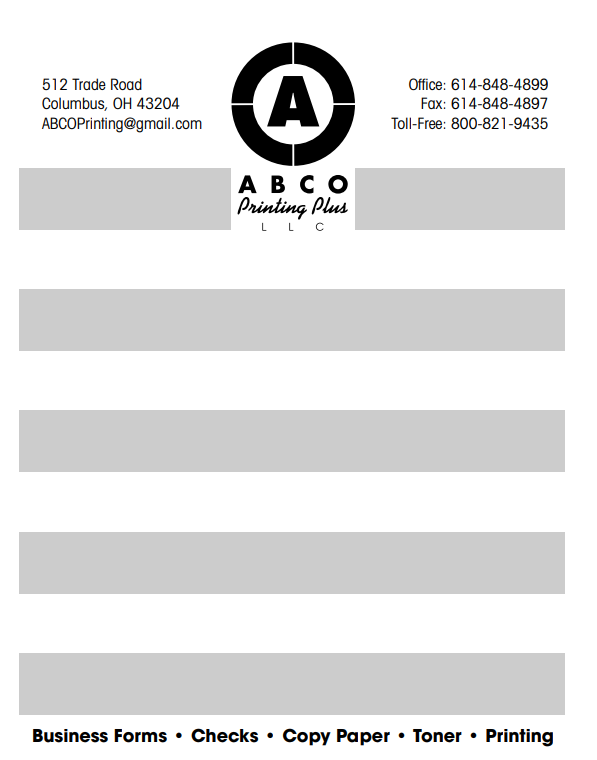 512 Trade Road
Columbus, OH 43204
ABCOPrinting@gmail.com
A
ABCO
Printing Plus
LLC
Office: 614-848-4899
Fax: 614-848-4897
Toll-Free: 800-821-9435
Business Forms • Checks • Copy Paper • Toner • Printing